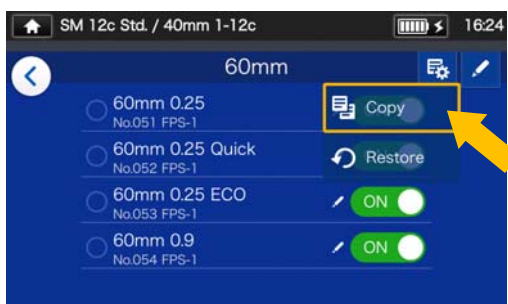 SM 12c Std. / 40mm 1-12c 16:24
60mm
60mm 0.25
No.051 FPS-1
Copy
60mm 0.25 Quick
No.052 FPS-1
Restore
60mm 0.25 ECO
No.053 FPS-1
ON
60mm 0.9
No.054 FPS-1
ON